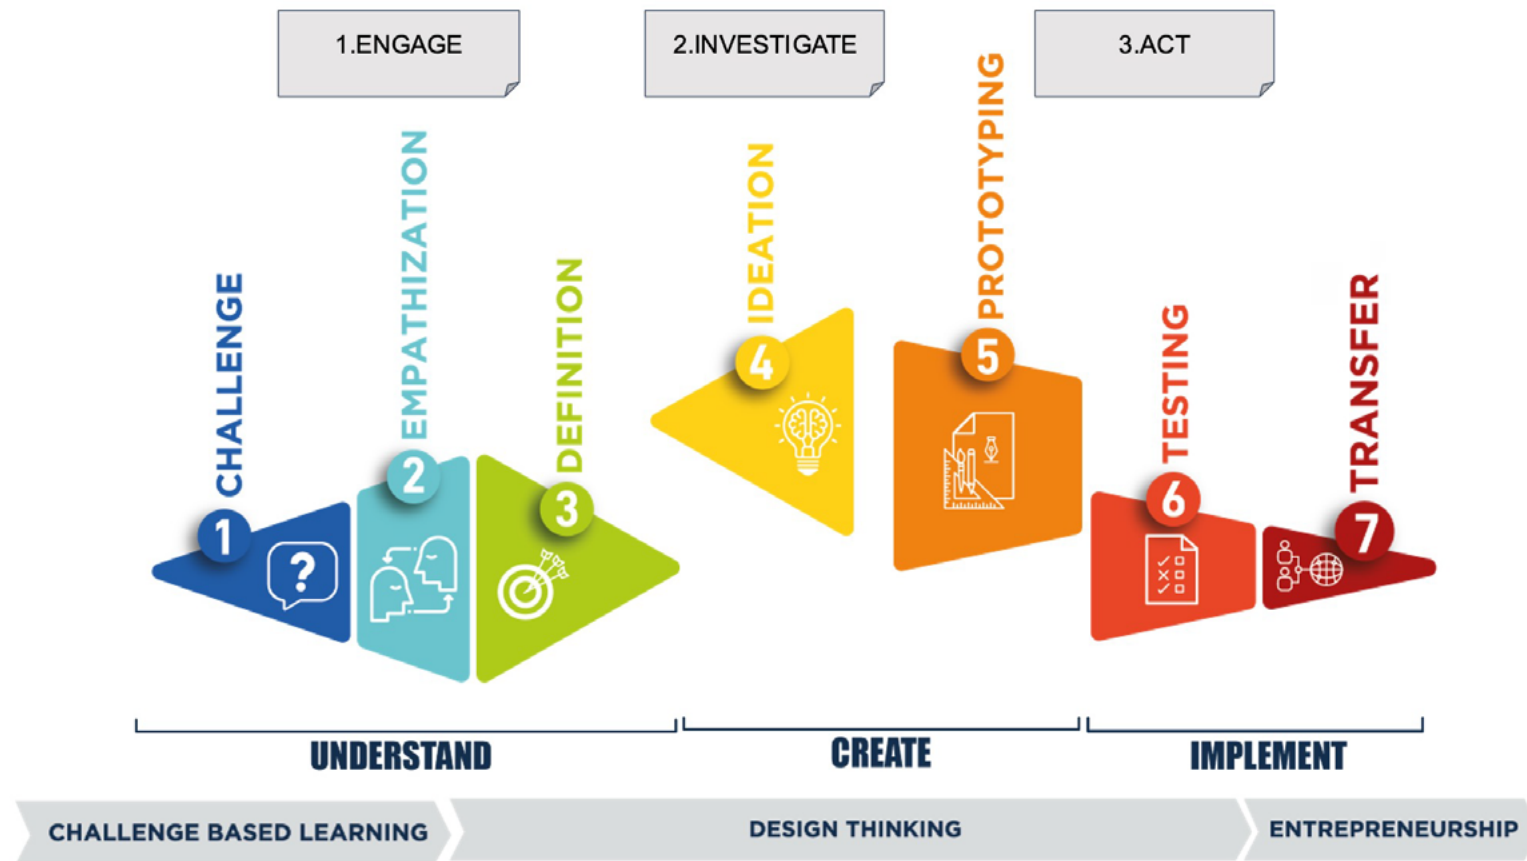 1.ENGAGE
2.INVESTIGATE
3.ACT
1 CHALLENGE
2 EMPATHIZATION
3 DEFINITION
4 IDEATION
5 PROTOTYPING
6 TESTING
7 TRANSFER
?
UNDERSTAND
CREATE
IMPLEMENT
CHALLENGE BASED LEARNING
DESIGN THINKING
ENTREPRENEURSHIP